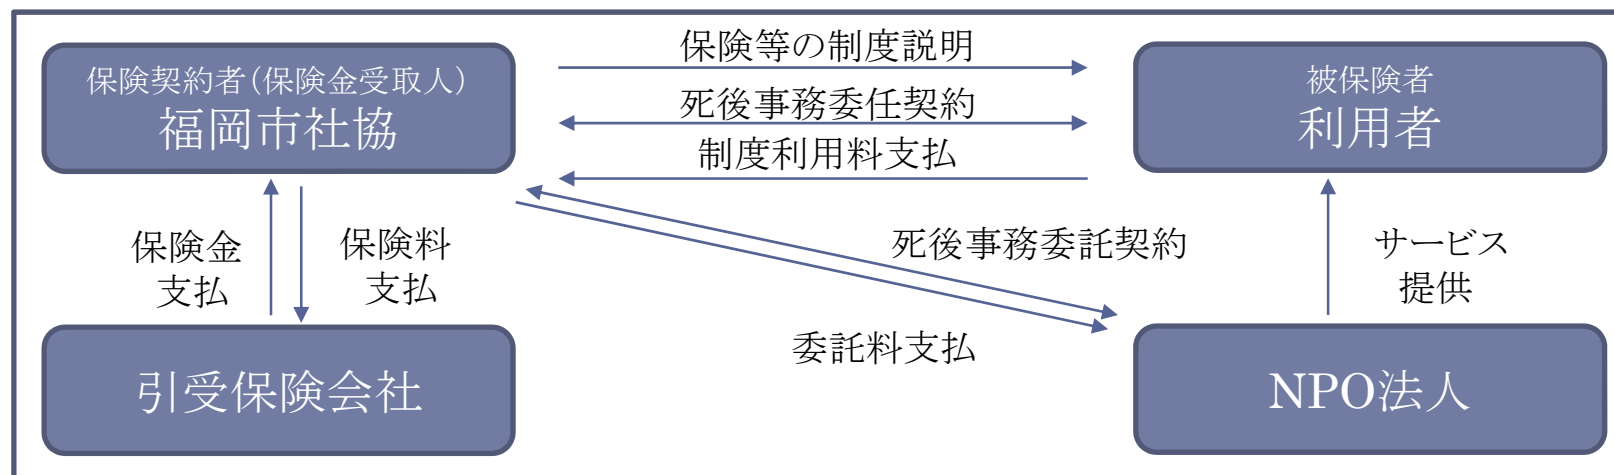 保険等の制度説明
保険契約者(保険金受取人)
福岡市社協
死後事務委任契約
被保険者
利用者
制度利用料支払
保険金
支払
保険料
支払
死後事務委託契約
サービス
提供
委託料支払
引受保険会社
NPO法人